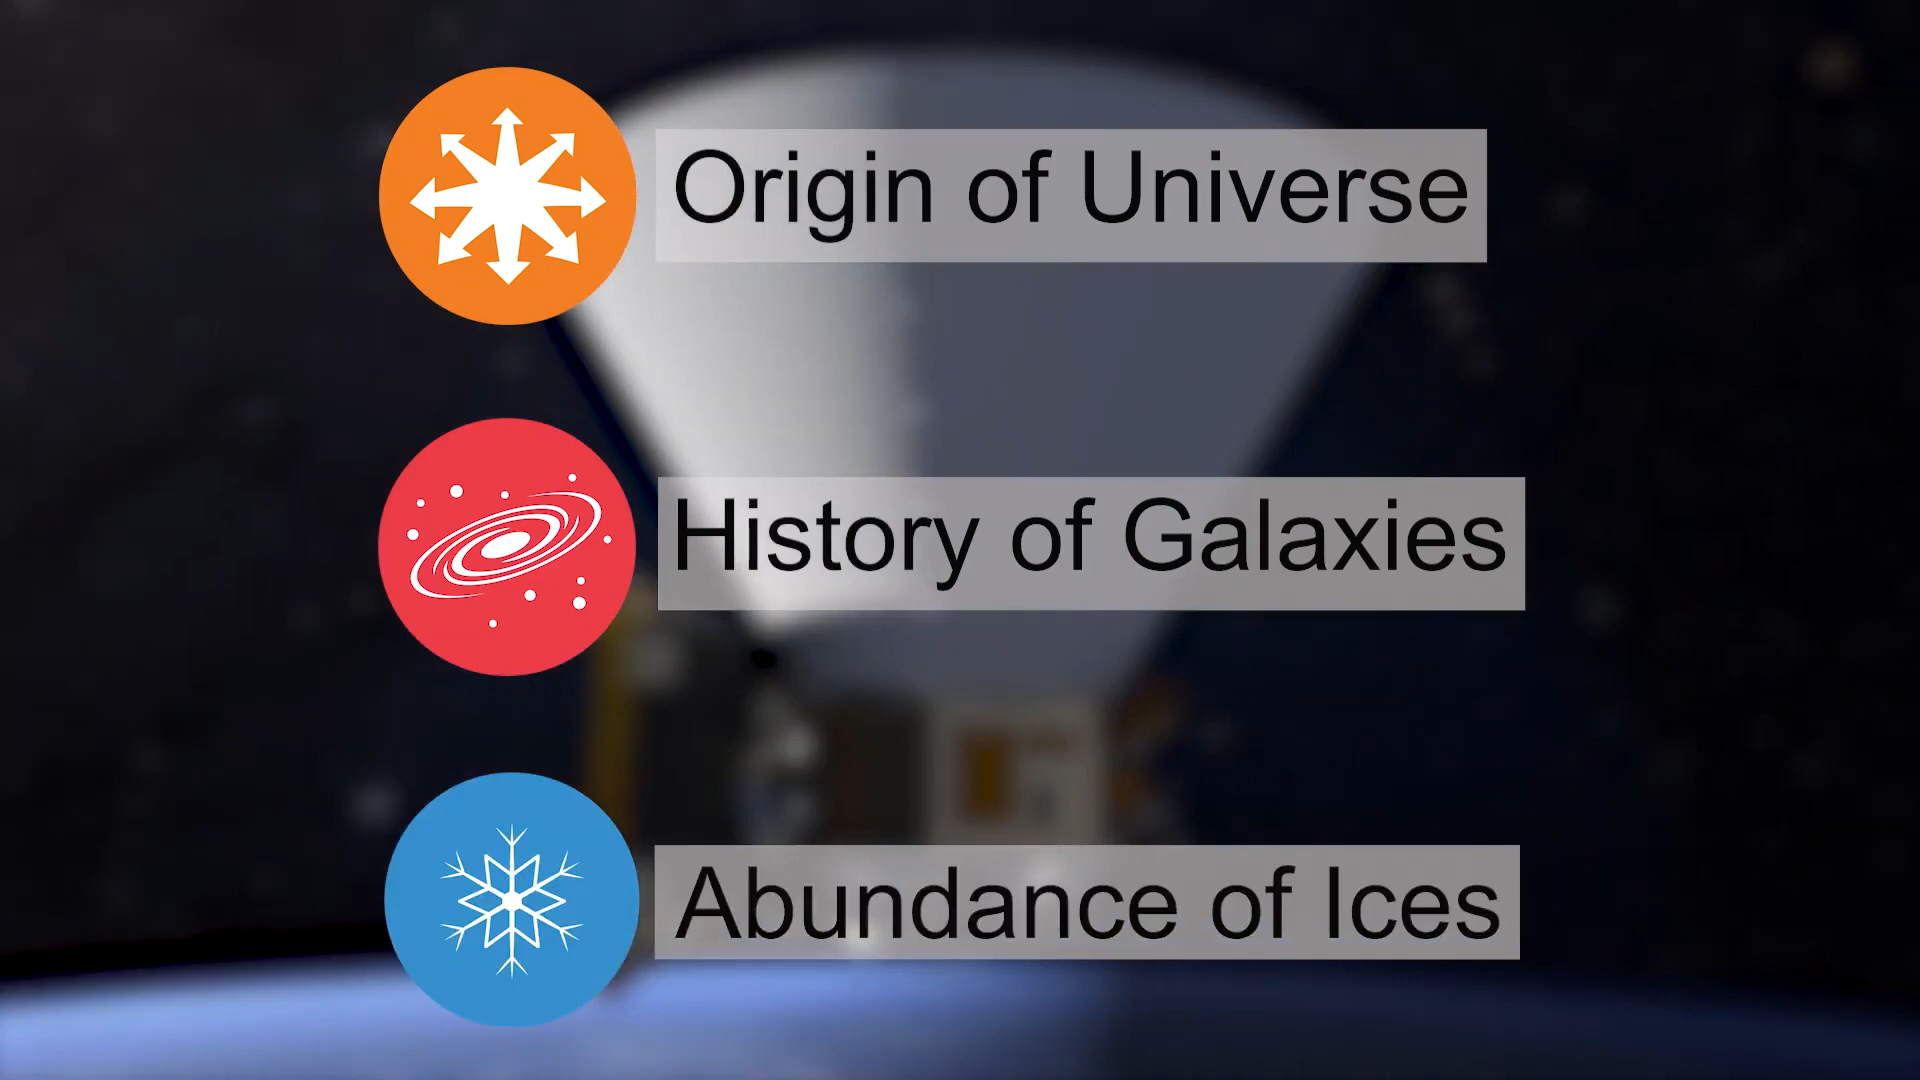 Origin of Universe
History of Galaxies
Abundance of Ices